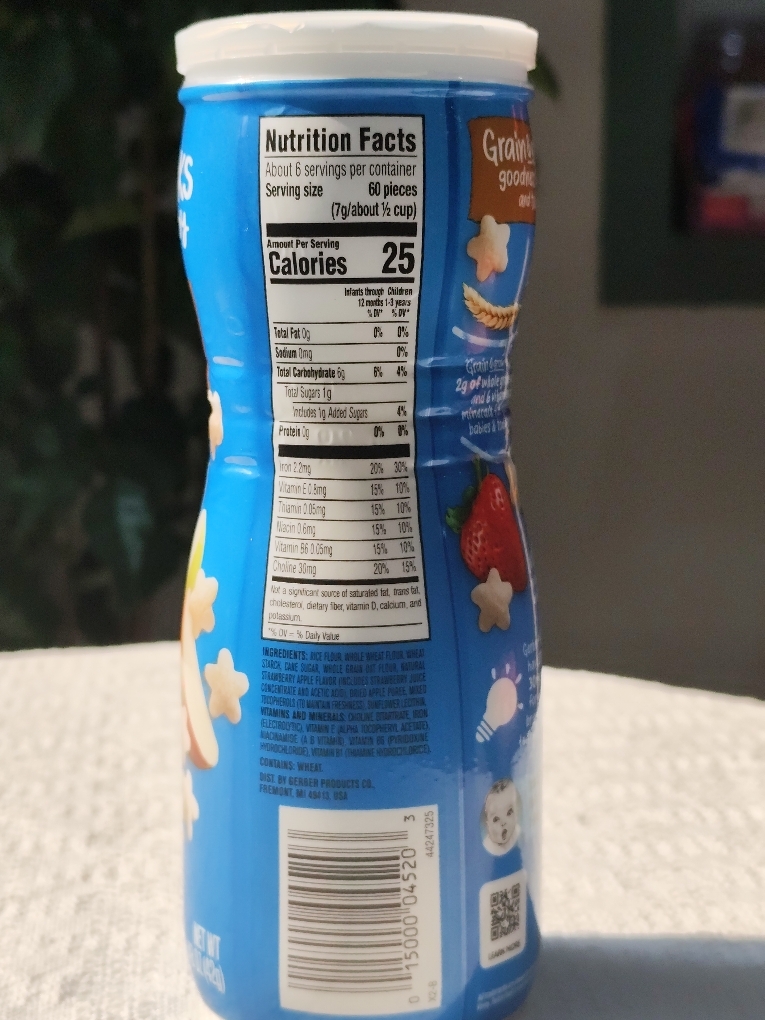 Nutrition Facts
About 6 servings per container
Serving size 60 pieces
(7g/about ½ cup)
Amount Per Serving
Calories 25
Infants through Children
12 months 1-3 years
% DV* % DV*
Total Fat 0g 0% 0%
Sodium 0mg 0%
Total Carbohydrate 6g 6% 4%
Total Sugars 1g
Includes 1g Added Sugars 4%
Protein 0g 0% 0%
Iron 2.2mg 20% 30%
Vitamin E 0.8mg 15% 10%
Thiamin 0.05mg 15% 10%
Niacin 0.6mg 15% 10%
Vitamin B6 0.05mg 15% 10%
Choline 30mg 20% 15%
Not a significant source of saturated fat, trans fat,
cholesterol, dietary fiber, vitamin D, calcium, and
potassium.
*% DV = % Daily Value
INGREDIENTS: RICE FLOUR, WHOLE WHEAT FLOUR, WHEAT
STARCH, CANE SUGAR, WHOLE GRAIN OAT FLOUR, NATURAL
STRAWBERRY APPLE FLAVOR (INCLUDES STRAWBERRY JUICE
CONCENTRATE AND ACETIC ACID), DRIED APPLE PUREE, MIXED
TOCOPHEROLS (TO MAINTAIN FRESHNESS), SUNFLOWER LECITHIN.
VITAMINS AND MINERALS: CHOLINE BITARTRATE, IRON
(ELECTROLYTIC), VITAMIN E (ALPHA TOCOPHERYL ACETATE),
NIACINAMIDE (A B VITAMIN), VITAMIN B6 (PYRIDOXINE
HYDROCHLORIDE), VITAMIN B1 (THIAMINE HYDROCHLORIDE).
CONTAINS: WHEAT.
DIST. BY GERBER PRODUCTS CO.
FREMONT, MI 49413, USA
0 15000 04520 3
44247325
Grain
2g of whole
and 6
babies &
NET WT